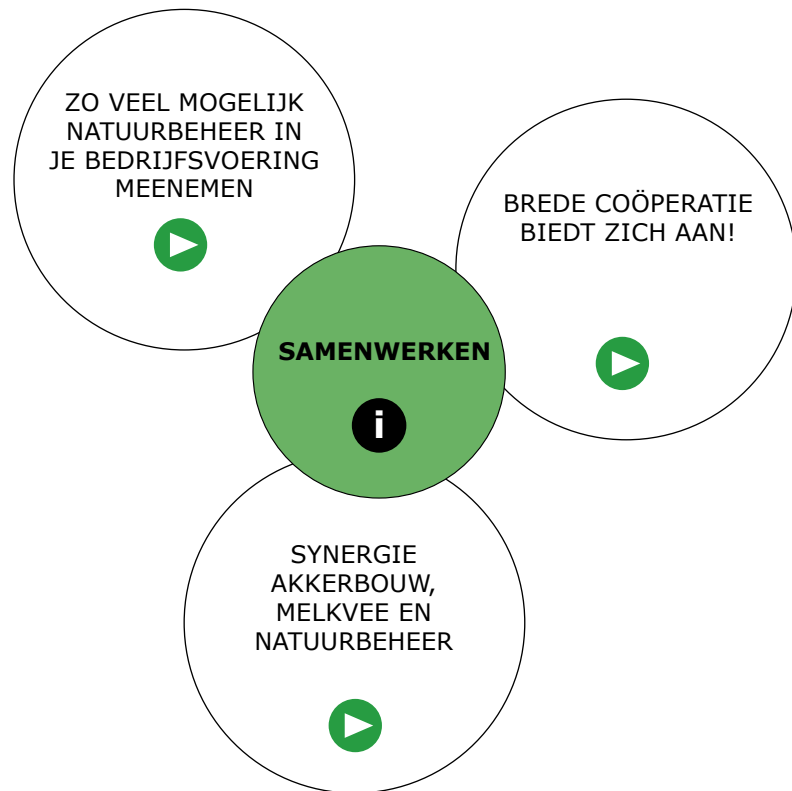 ZO VEEL MOGELIJK
NATUURBEHEER IN
JE BEDRIJFSVOERING
MEENEMEN
BREDE COÖPERATIE
BIEDT ZICH AAN!
SAMENWERKEN
i
SYNERGIE
AKKERBOUW,
MELKVEE EN
NATUURBEHEER